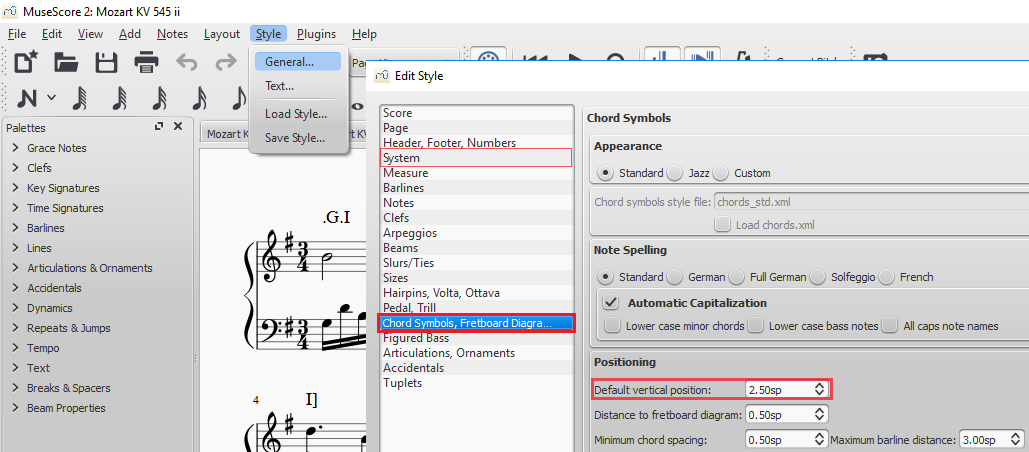 MuseScore 2: Mozart KV 545 ii
File Edit View Add Notes Layout Style Plugins Help
General...
Text...
Load Style...
Save Style...
Edit Style
Palettes
Grace Notes
Clefs
Key Signatures
Time Signatures
Barlines
Lines
Articulations & Ornaments
Accidentals
Dynamics
Repeats & Jumps
Tempo
Text
Breaks & Spacers
Beam Properties
.G.I
3
4
3
4
4
I]
Score
Page
Header, Footer, Numbers
System
Measure
Barlines
Notes
Clefs
Arpeggios
Beams
Slurs/Ties
Sizes
Hairpins, Volta, Ottava
Pedal, Trill
Chord Symbols, Fretboard Diagra...
Figured Bass
Articulations, Ornaments
Accidentals
Tuplets
Chord Symbols
Appearance
Standard Jazz Custom
Chord symbols style file: chords_std.xml
Load chords.xml
Note Spelling
Standard German Full German Solfeggio French
Automatic Capitalization
Lower case minor chords Lower case bass notes All caps note names
Positioning
Default vertical position: 2.50sp
Distance to fretboard diagram: 0.50sp
Minimum chord spacing: 0.50sp Maximum barline distance: 3.00sp